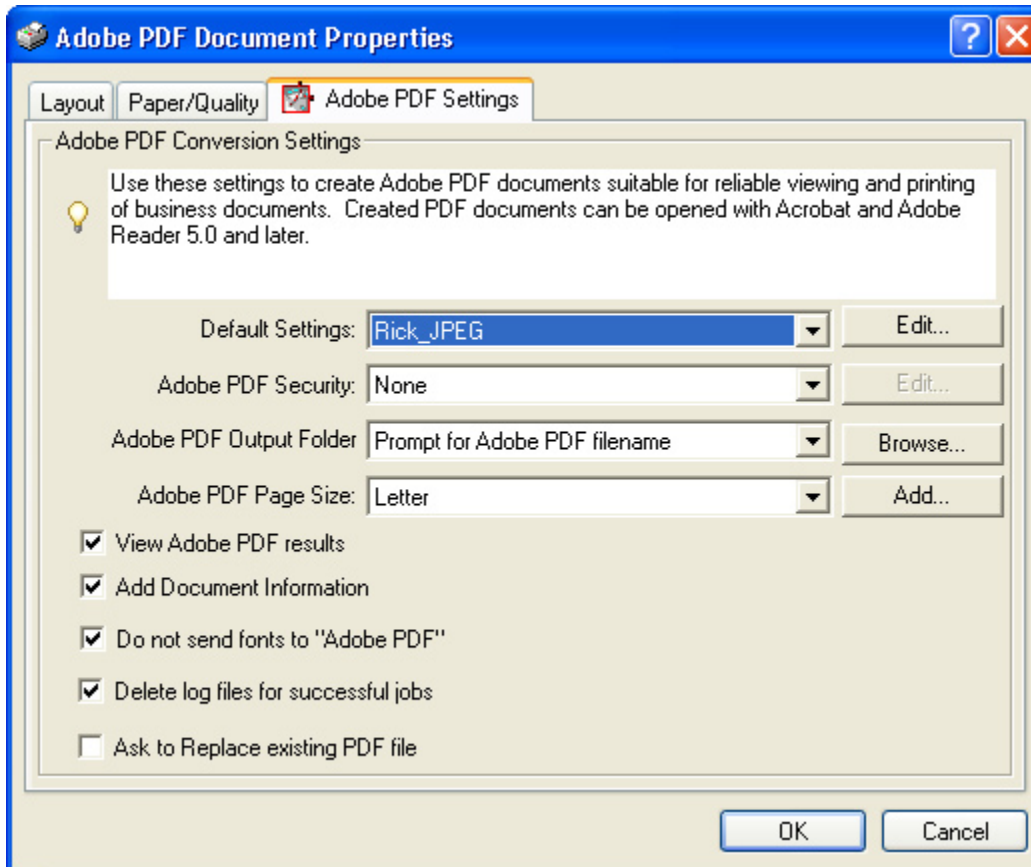 Adobe PDF Document Properties
Layout Paper/Quality Adobe PDF Settings
Adobe PDF Conversion Settings
Use these settings to create Adobe PDF documents suitable for reliable viewing and printing
of business documents.  Created PDF documents can be opened with Acrobat and Adobe
Reader 5.0 and later.
Default Settings: Rick_JPEG Edit...
Adobe PDF Security: None Edit...
Adobe PDF Output Folder Prompt for Adobe PDF filename Browse...
Adobe PDF Page Size: Letter Add...
View Adobe PDF results
Add Document Information
Do not send fonts to "Adobe PDF"
Delete log files for successful jobs
Ask to Replace existing PDF file
OK Cancel